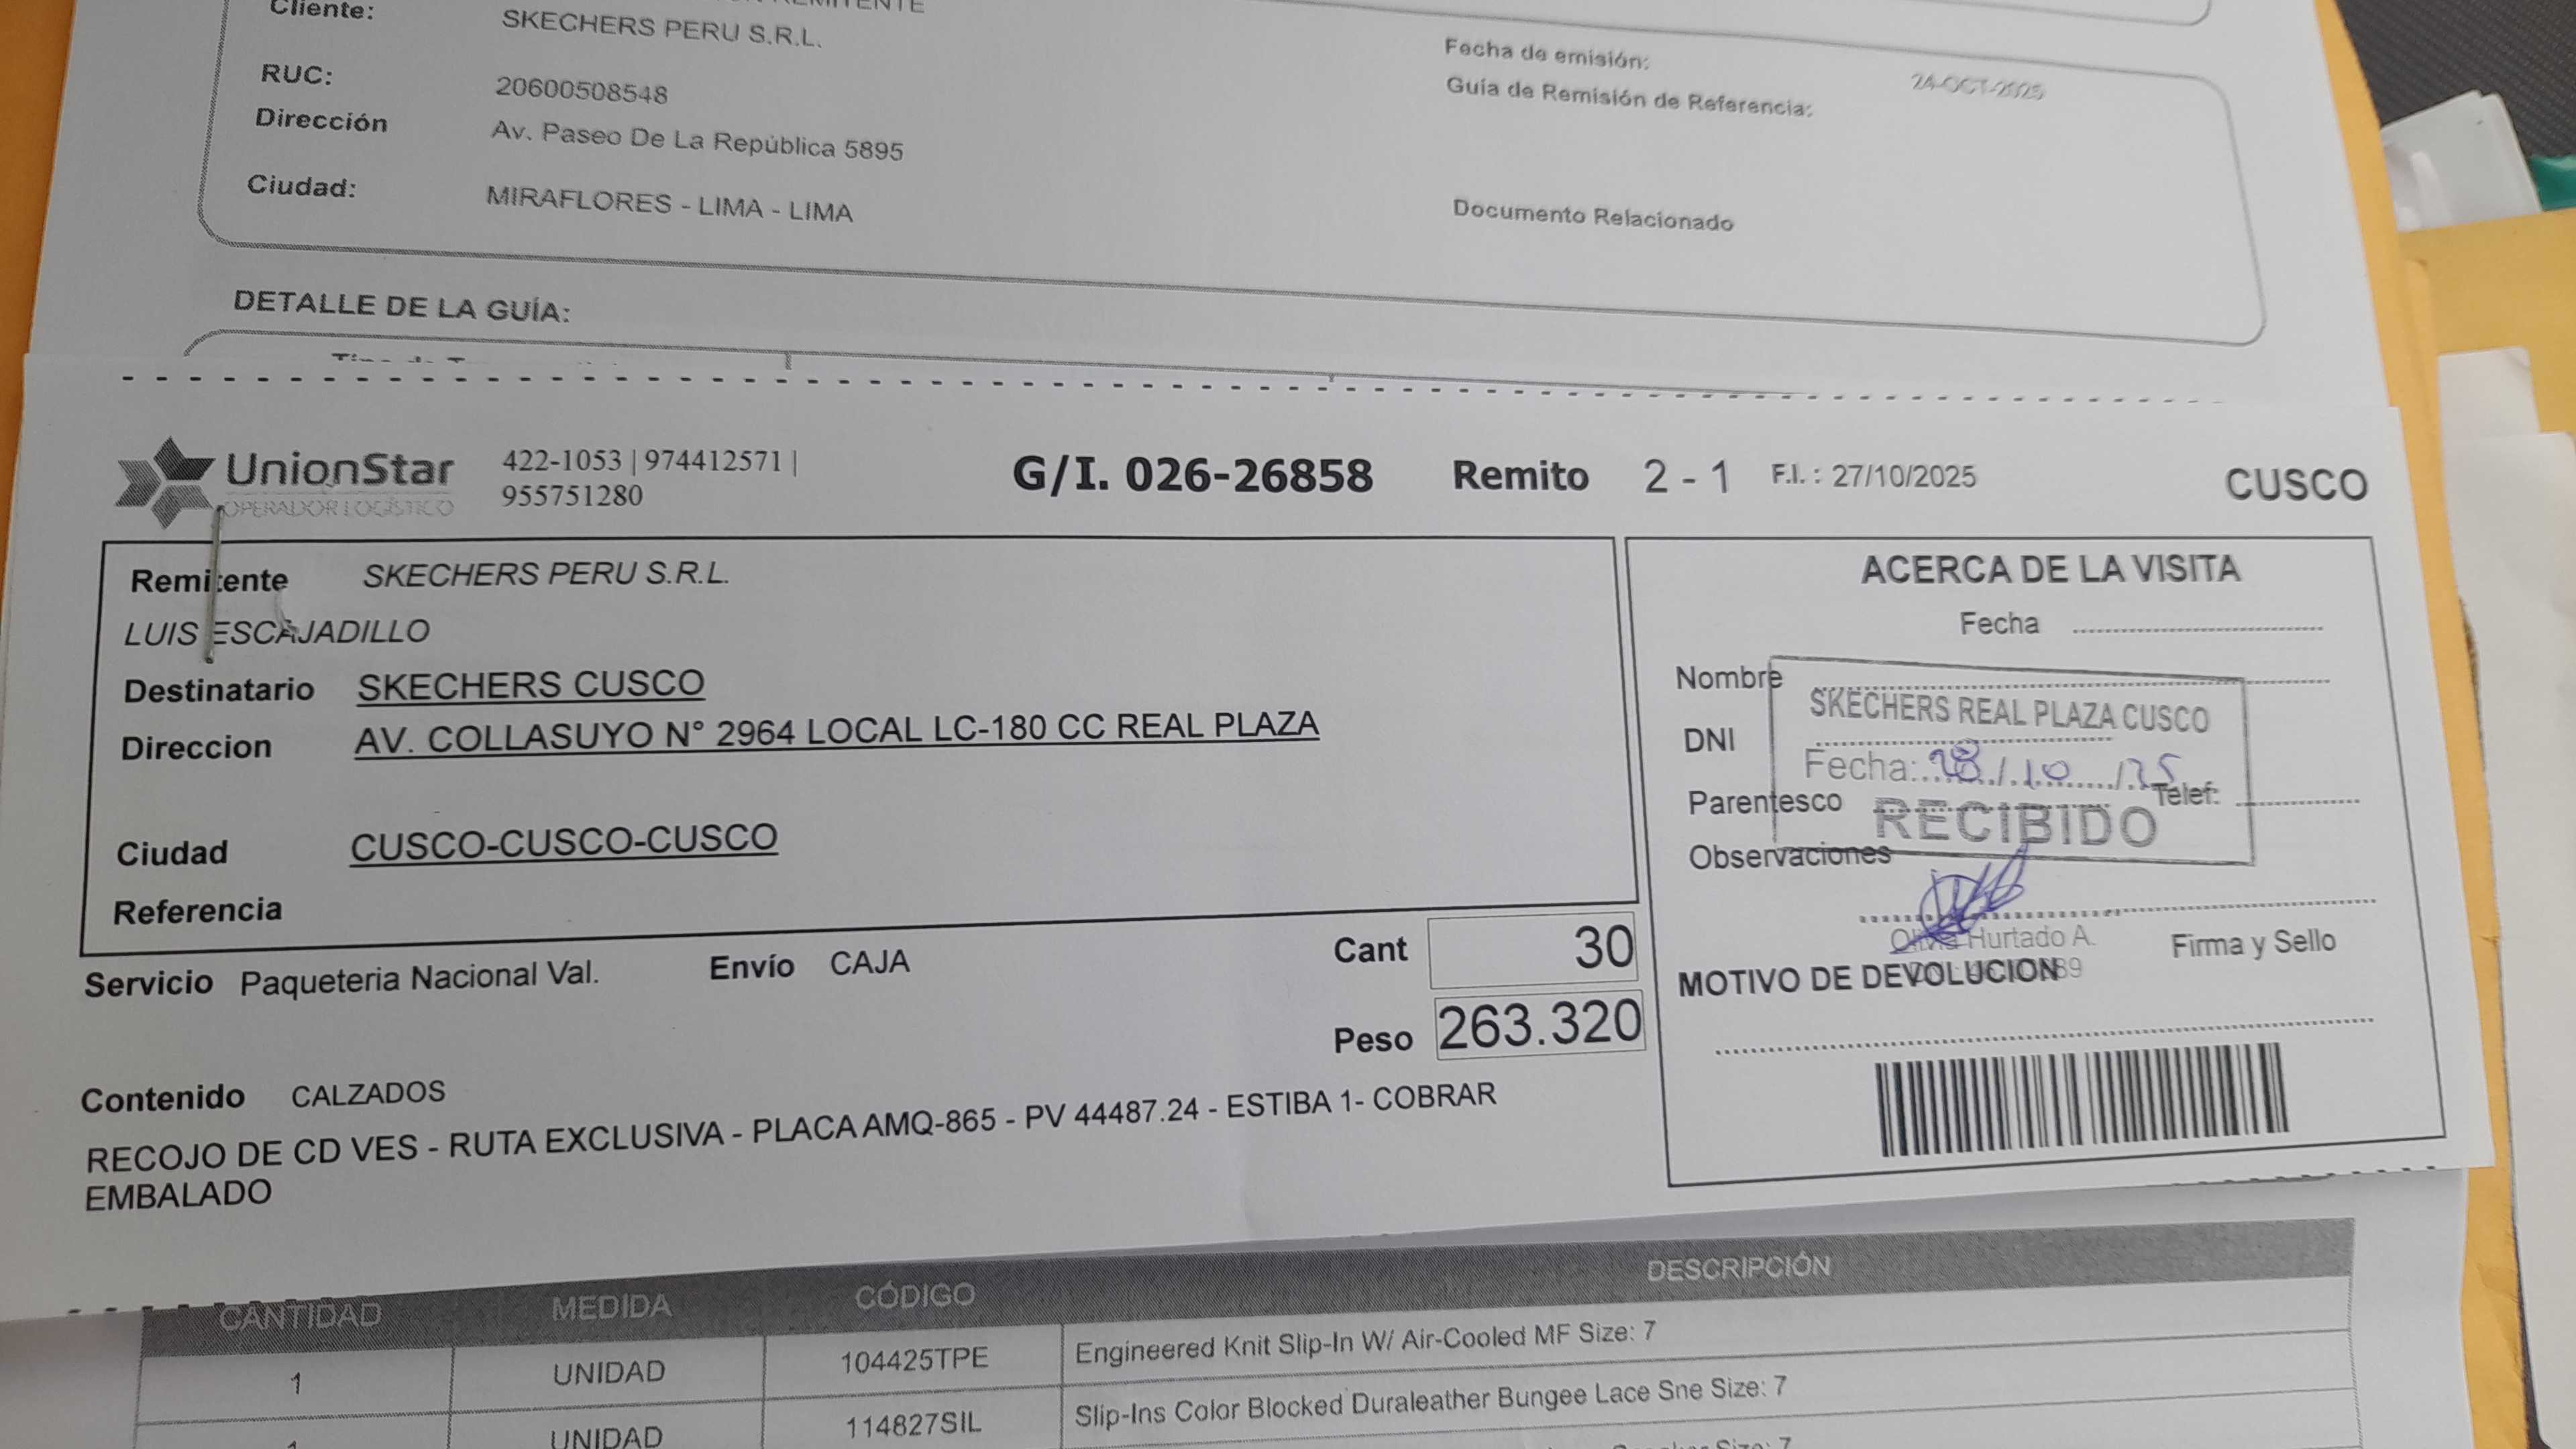 Cliente: SKECHERS PERU S.R.L.
Fecha de emisión: 24-OCT-2025
RUC: 20600508548
Guía de Remisión de Referencia:
Dirección Av. Paseo De La República 5895
Ciudad: MIRAFLORES - LIMA - LIMA
Documento Relacionado
DETALLE DE LA GUÍA:
UnionStar
OPERADOR LOGÍSTICO
422-1053 | 974412571 |
955751280
G/I. 026-26858 Remito 2 - 1 F.I. : 27/10/2025 CUSCO
Remitente SKECHERS PERU S.R.L.
LUIS ESCAJADILLO
Destinatario SKECHERS CUSCO
Direccion AV. COLLASUYO N° 2964 LOCAL LC-180 CC REAL PLAZA
Ciudad CUSCO-CUSCO-CUSCO
Referencia
Servicio Paqueteria Nacional Val. Envío CAJA
Cant 30
Peso 263.320
Contenido CALZADOS
RECOJO DE CD VES - RUTA EXCLUSIVA - PLACA AMQ-865 - PV 44487.24 - ESTIBA 1- COBRAR
EMBALADO
ACERCA DE LA VISITA
Fecha
Nombre
SKECHERS REAL PLAZA CUSCO
DNI
Fecha: 28/10/25
Parentesco
Telef:
RECIBIDO
Observaciones
Hurtado A.
Firma y Sello
MOTIVO DE DEVOLUCION
CANTIDAD MEDIDA CÓDIGO DESCRIPCIÓN
1 UNIDAD 104425TPE Engineered Knit Slip-In W/ Air-Cooled MF Size: 7
1 UNIDAD 114827SIL Slip-Ins Color Blocked Duraleather Bungee Lace Sne Size: 7
Size: 7